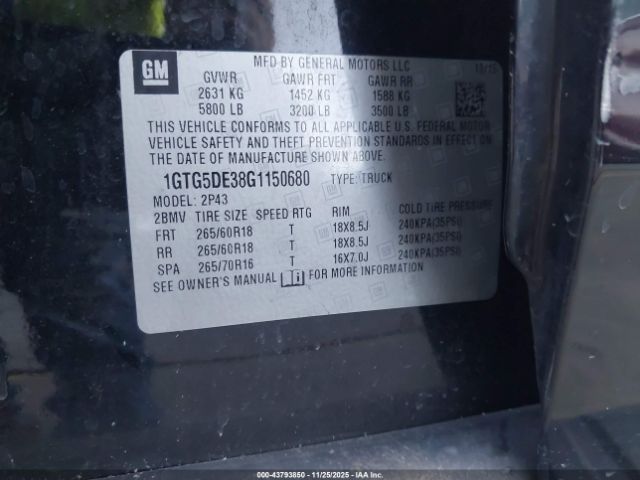 GM
MFD BY GENERAL MOTORS LLC 10/15
GVWR GAWR FRT GAWR RR
2631 KG 1452 KG 1588 KG
5800 LB 3200 LB 3500 LB
THIS VEHICLE CONFORMS TO ALL APPLICABLE U.S. FEDERAL MOTOR
VEHICLE SAFETY AND THEFT PREVENTION STANDARDS IN EFFECT ON
THE DATE OF MANUFACTURE SHOWN ABOVE.
1GTG5DE38G1150680 TYPE: TRUCK
MODEL: 2P43
2BMV TIRE SIZE SPEED RTG RIM COLD TIRE PRESSURE
FRT 265/60R18 T 18X8.5J 240KPA(35PSI)
RR 265/60R18 T 18X8.5J 240KPA(35PSI)
SPA 265/70R16 T 16X7.0J 240KPA(35PSI)
SEE OWNER'S MANUAL FOR MORE INFORMATION
000-43793850 | 11/25/2025 | IAAI.COM